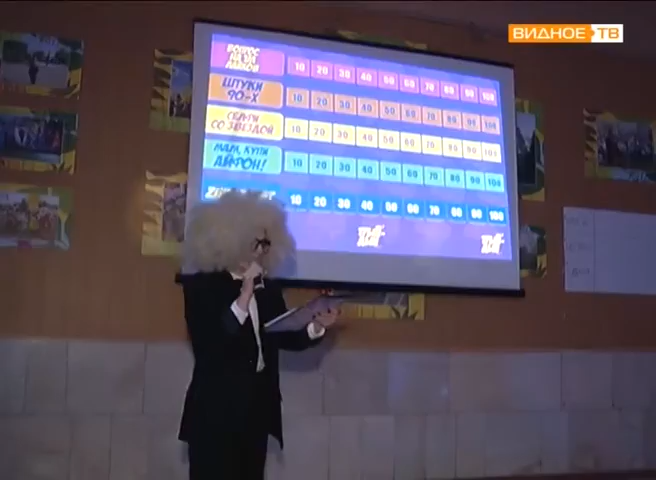 ВИДНОЕ ТВ
ВОПРОС
НА 10
ЛАЙКОВ
10 20 30 40 50 60 70 80 90 100
ШТУКИ
90-Х
10 20 30 40 50 60 70 80 90 100
СЕЛФИ
СО ЗВЕЗДОЙ
10 20 30 40 50 60 70 80 90 100
МАМ, КУПИ
АЙФОН!
10 20 30 40 50 60 70 80 90 100
10 20 30 40 50 60 70 80 90 100